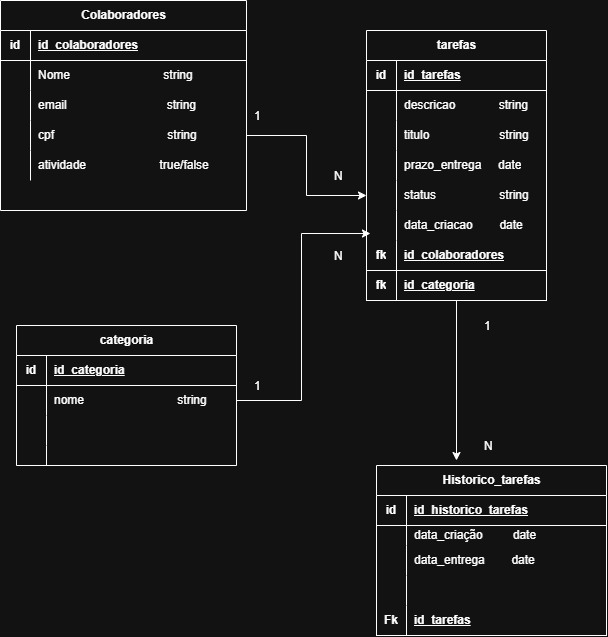 Colaboradores
id id_colaboradores
Nome string
email string
cpf string
atividade true/false
tarefas
id id_tarefas
descricao string
titulo string
prazo_entrega date
status string
data_criacao date
fk id_colaboradores
fk id_categoria
1
N
N
categoria
id id_categoria
nome string
1
1
N
Historico_tarefas
id id_historico_tarefas
data_criação date
data_entrega date
Fk id_tarefas